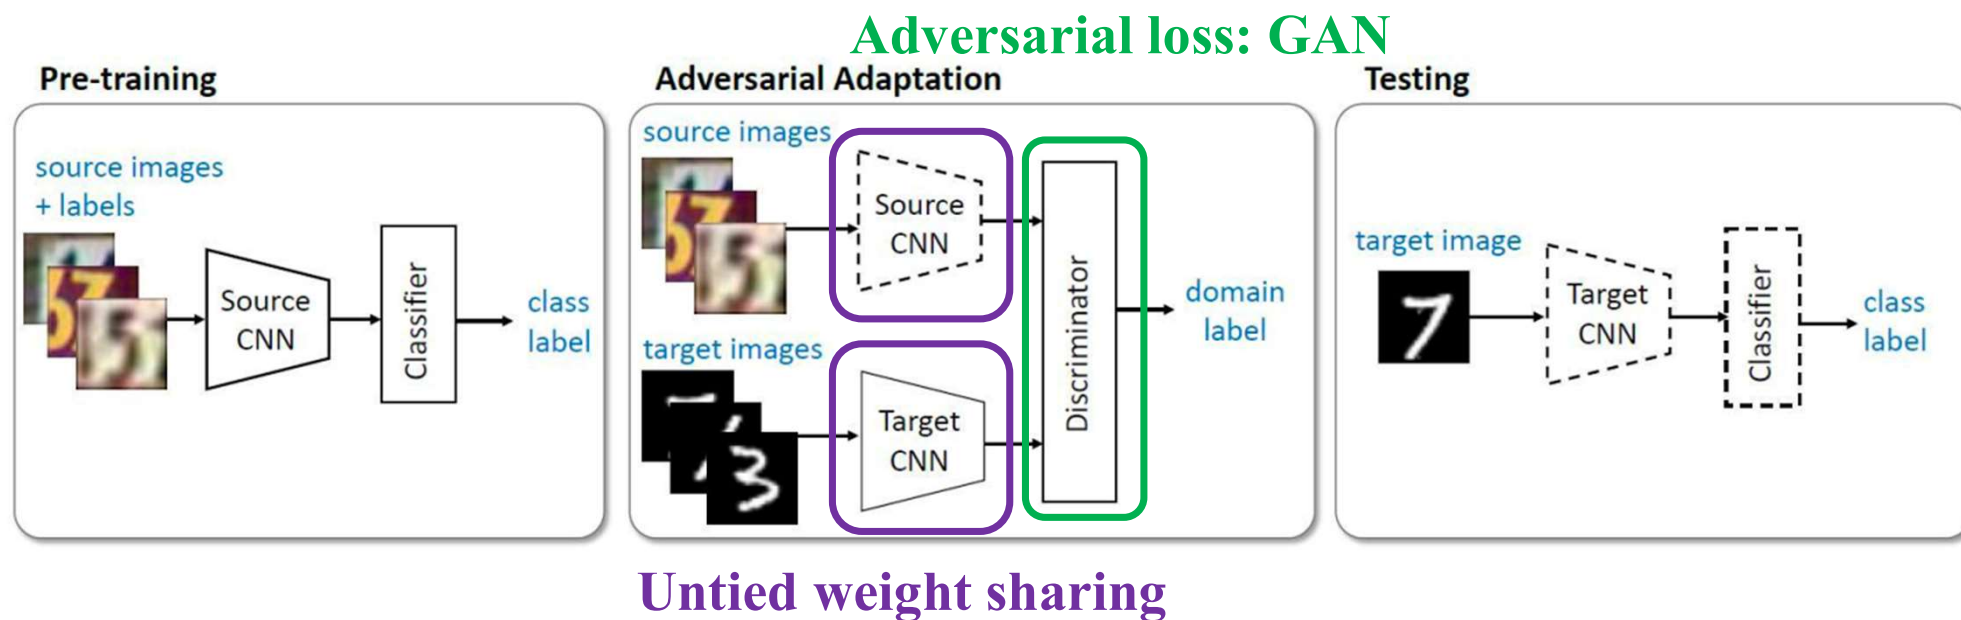 Adversarial loss: GAN
Pre-training
source images
+ labels
Source
CNN
Classifier
class
label
Adversarial Adaptation
source images
Source
CNN
target images
Target
CNN
Discriminator
domain
label
Testing
target image
Target
CNN
Classifier
class
label
Untied weight sharing